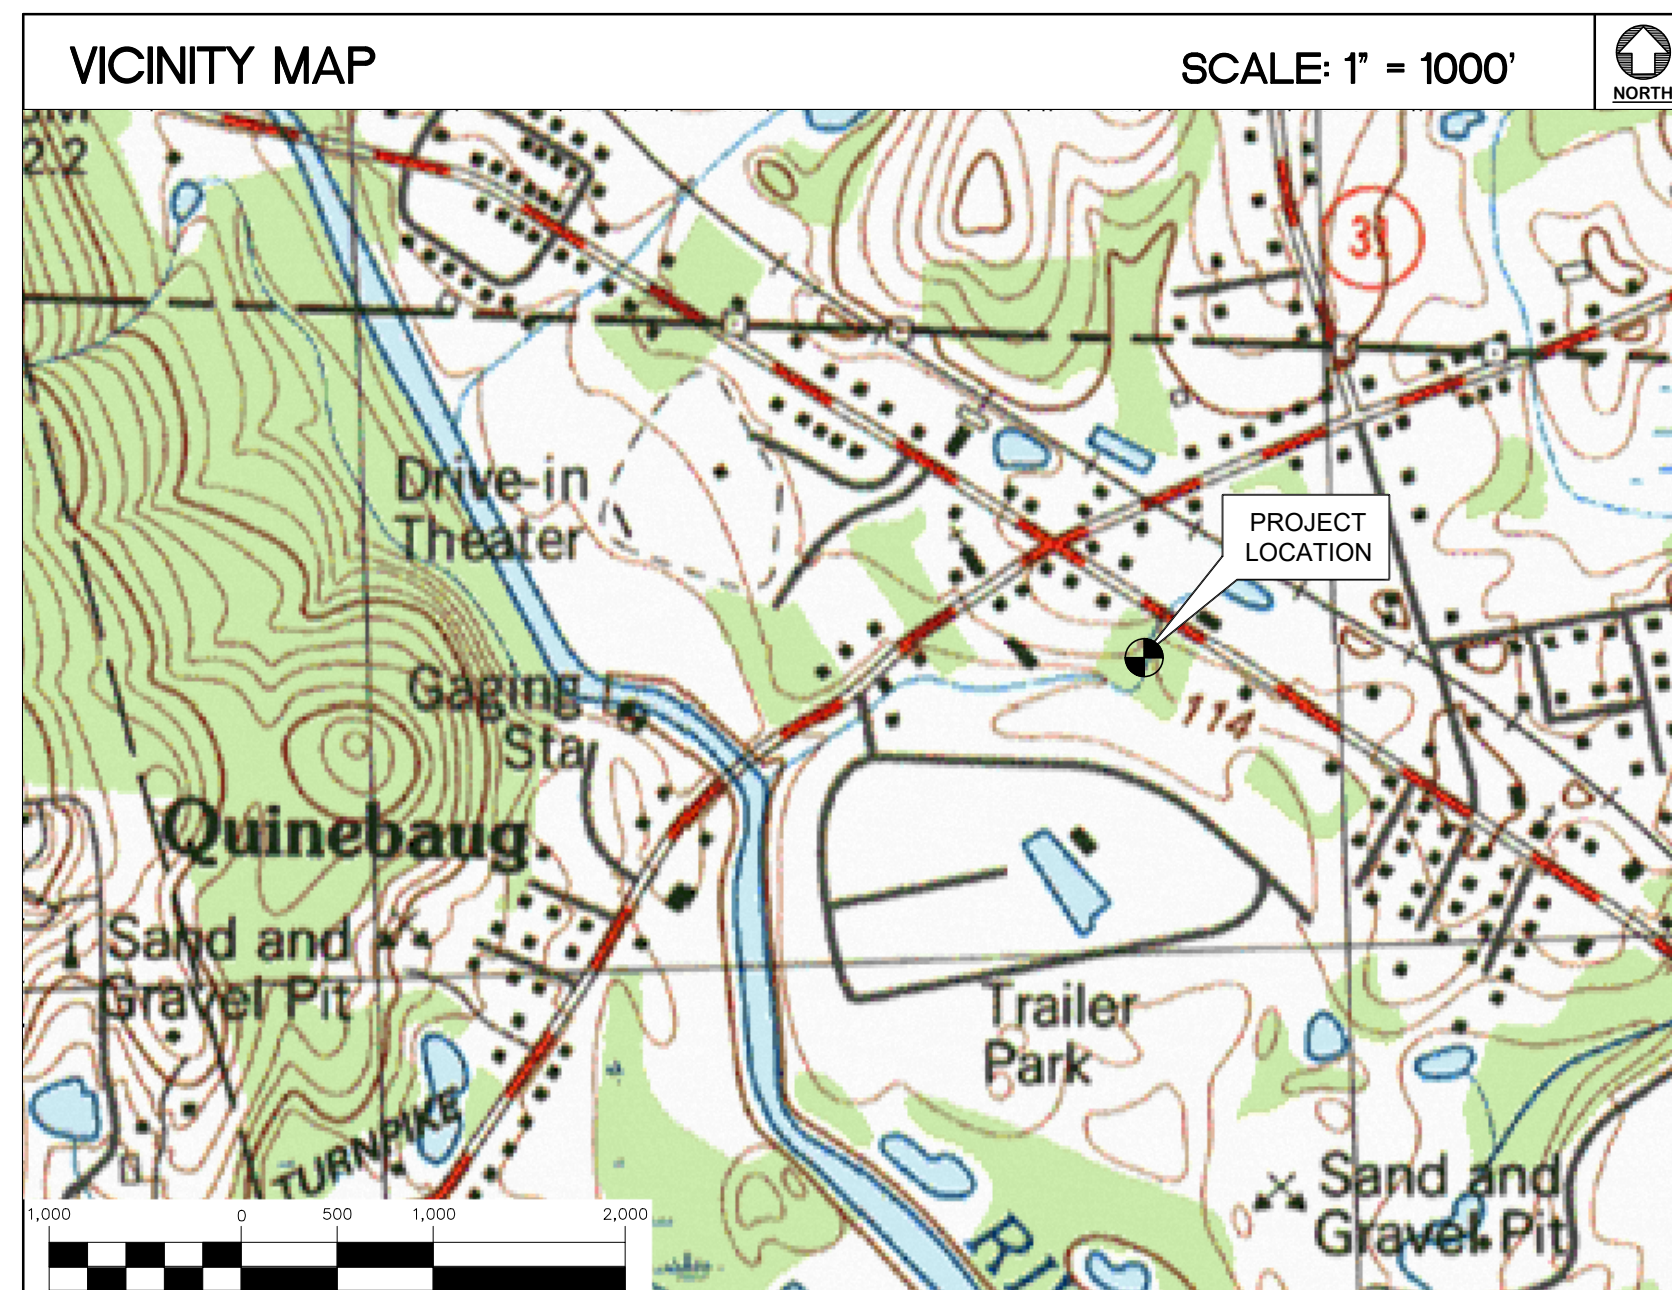 VICINITY MAP
SCALE: 1" = 1000'
NORTH
2.2
31
Drive-in
Theater
PROJECT
LOCATION
Gaging
Sta
114
Quinebaug
Sand and
Gravel Pit
Trailer
Park
TURNPIKE
Sand and
Gravel Pit
1,000 0 500 1,000 2,000